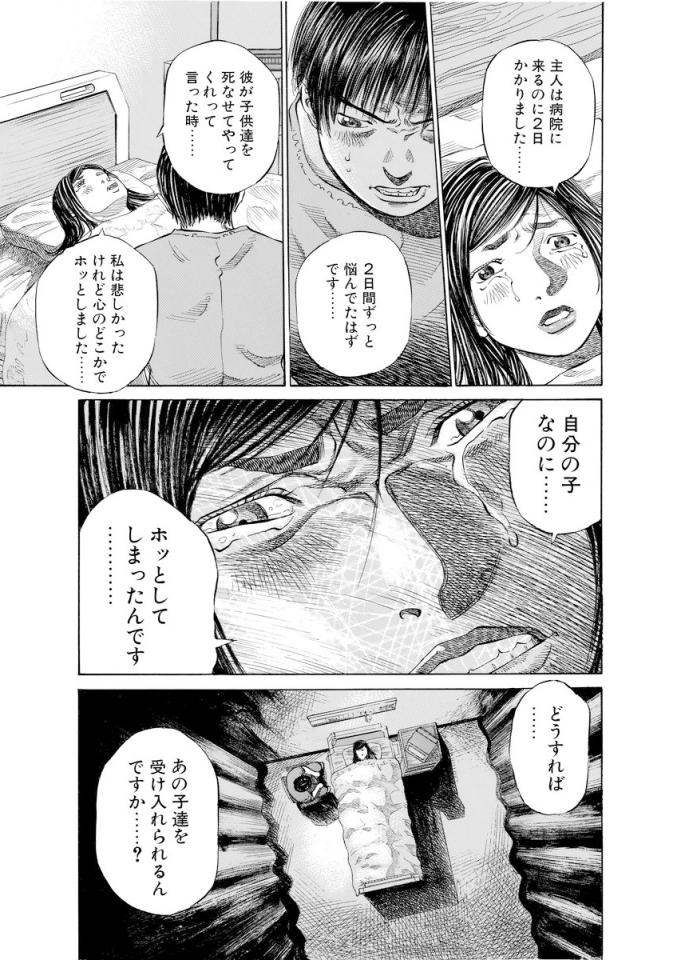 主人は病院に
来るのに２日
かかりました……
２日間ずっと
悩んでたはず
です……
彼が子供達を
死なせてやって
くれって
言った時……
私は悲しかった
けれど心のどこかで
ホッとしました……
自分の子
なのに……
ホッとして
しまったんです
…………
どうすれば
……
あの子達を
受け入れられるん
ですか……？